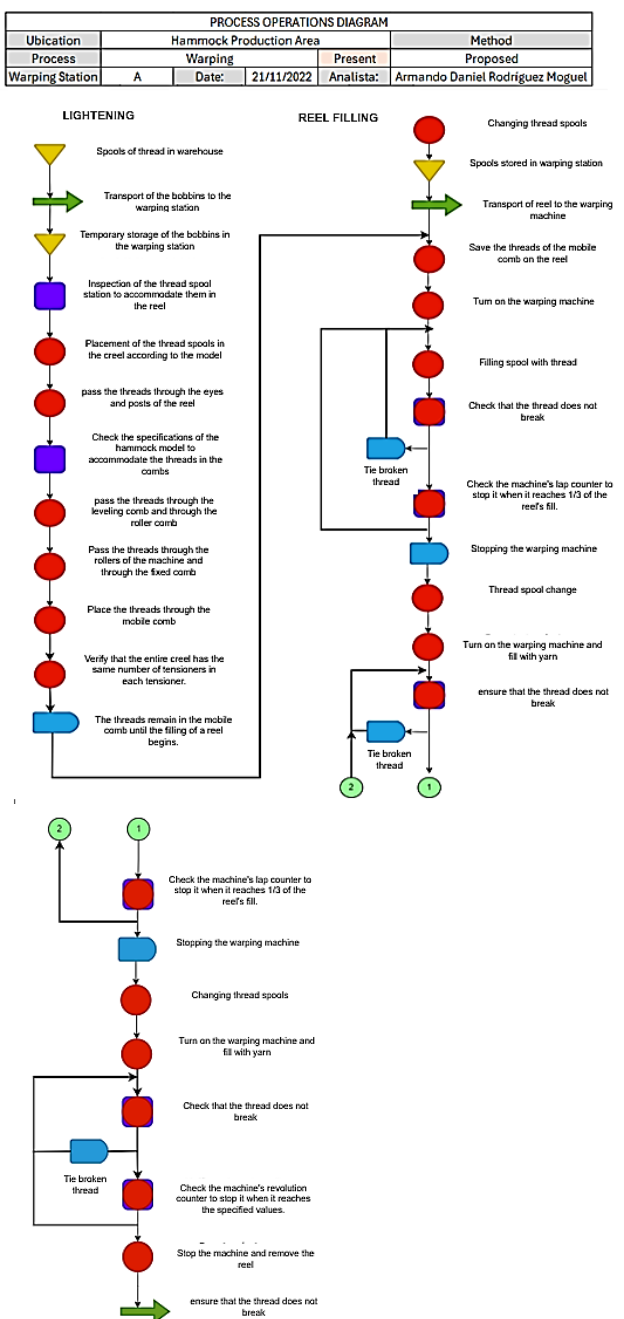 PROCESS OPERATIONS DIAGRAM
Ubication Hammock Production Area Method
Process Warping Present Proposed
Warping Station A Date: 21/11/2022 Analista: Armando Daniel Rodríguez Moguel
LIGHTENING
Spools of thread in warehouse
Transport of the bobbins to the
warping station
Temporary storage of the bobbins in
the warping station
Inspection of the thread spool
station to accommodate them in
the reel
Placement of the thread spools in
the creel according to the model
pass the threads through the eyes
and posts of the reel
Check the specifications of the
hammock model to
accommodate the threads in the
combs
pass the threads through the
leveling comb and through the
roller comb
Pass the threads through the
rollers of the machine and
through the fixed comb
Place the threads through the
mobile comb
Verify that the entire creel has the
same number of tensioners in
each tensioner.
The threads remain in the mobile
comb until the filling of a reel
begins.
REEL FILLING
Changing thread spools
Spools stored in warping station
Transport of reel to the warping
machine
Save the threads of the mobile
comb on the reel
Turn on the warping machine
Filling spool with thread
Check that the thread does not
break
Tie broken
thread
Check the machine's lap counter to
stop it when it reaches 1/3 of the
reel's fill.
Stopping the warping machine
Thread spool change
Turn on the warping machine and
fill with yarn
ensure that the thread does not
break
Tie broken
thread
2
1
2
1
Check the machine's lap counter to
stop it when it reaches 1/3 of the
reel's fill.
Stopping the warping machine
Changing thread spools
Turn on the warping machine and
fill with yarn
Check that the thread does not
break
Tie broken
thread
Check the machine's revolution
counter to stop it when it reaches
the specified values.
Stop the machine and remove the
reel
ensure that the thread does not
break